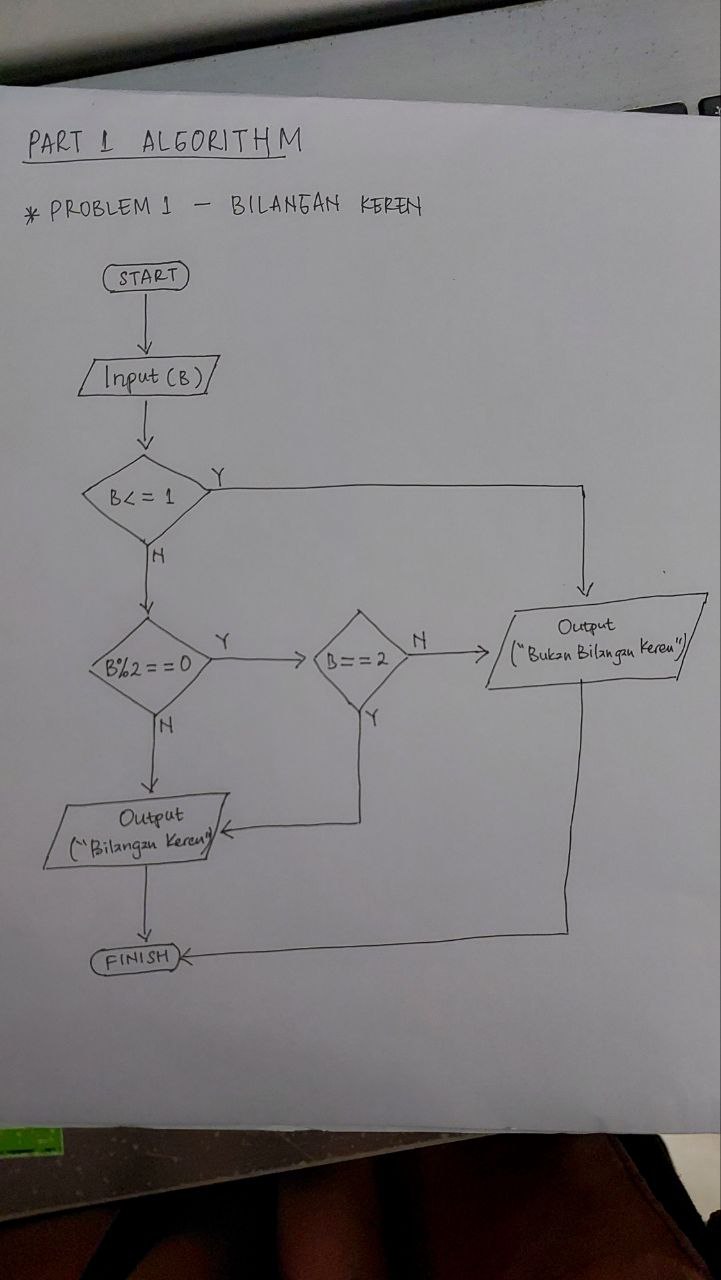 PART 1 ALGORITHM
* PROBLEM 1 - BILANGAN KEREN
START
Input (B)
B<= 1
Y
N
B%2==0
Y
N
B==2
N
Y
Output
("Bukan Bilangan Keren")
Output
("Bilangan Keren")
FINISH